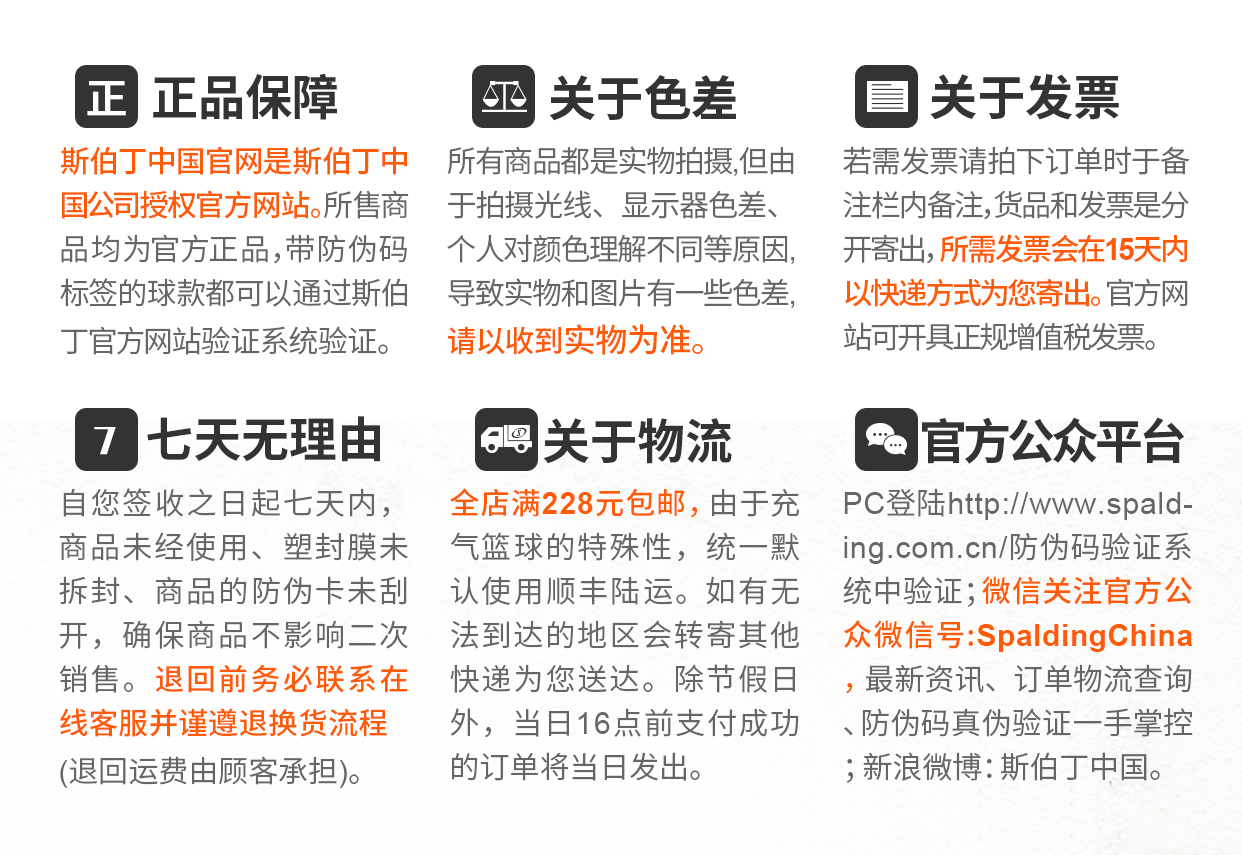 正 正品保障
斯伯丁中国官网是斯伯丁中
国公司授权官方网站。所售商
品均为官方正品，带防伪码
标签的球款都可以通过斯伯
丁官方网站验证系统验证。
关于色差
所有商品都是实物拍摄,但由
于拍摄光线、显示器色差、
个人对颜色理解不同等原因,
导致实物和图片有一些色差,
请以收到实物为准。
关于发票
若需发票请拍下订单时于备
注栏内备注，货品和发票是分
开寄出，所需发票会在15天内
以快递方式为您寄出。官方网
站可开具正规增值税发票。
7 七天无理由
自您签收之日起七天内，
商品未经使用、塑封膜未
拆封、商品的防伪卡未刮
开，确保商品不影响二次
销售。退回前务必联系在
线客服并谨遵退换货流程
(退回运费由顾客承担)。
关于物流
全店满228元包邮，由于充
气篮球的特殊性，统一默
认使用顺丰陆运。如有无
法到达的地区会转寄其他
快递为您送达。除节假日
外，当日16点前支付成功
的订单将当日发出。
官方公众平台
PC登陆http://www.spald-
ing.com.cn/防伪码验证系
统中验证；微信关注官方公
众微信号:SpaldingChina
，最新资讯、订单物流查询
、防伪码真伪验证一手掌控
；新浪微博：斯伯丁中国。